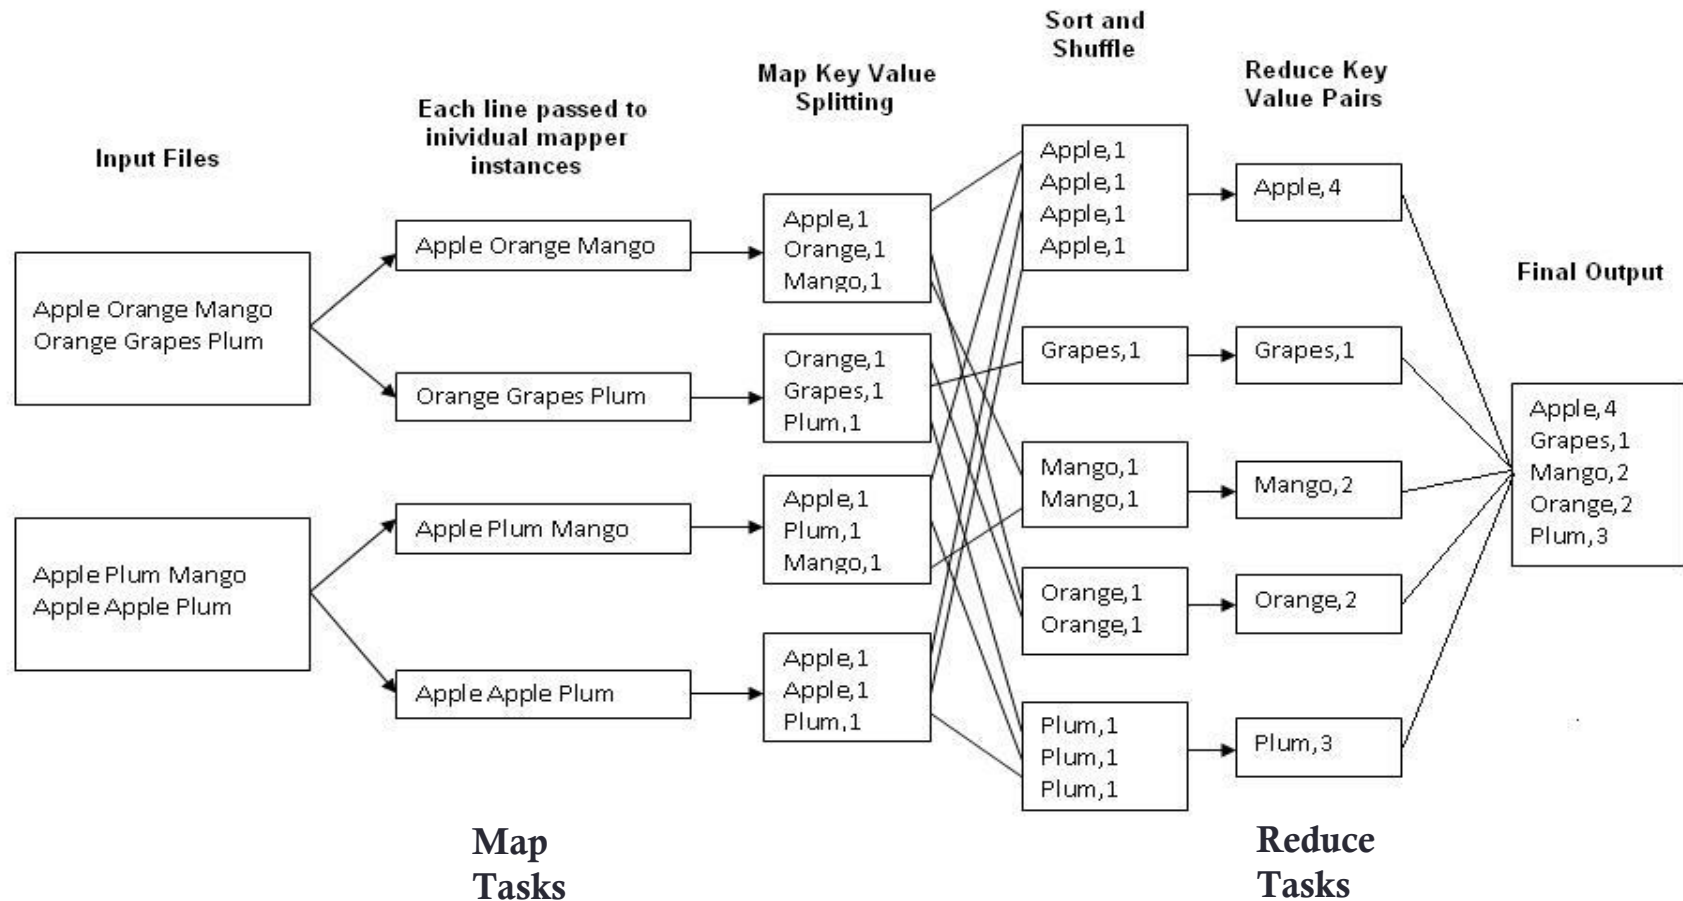 Input Files
Apple Orange Mango
Orange Grapes Plum
Apple Plum Mango
Apple Apple Plum
Each line passed to
inividual mapper
instances
Apple Orange Mango
Orange Grapes Plum
Apple Plum Mango
Apple Apple Plum
Map Key Value
Splitting
Apple,1
Orange,1
Mango,1
Orange,1
Grapes,1
Plum,1
Apple,1
Plum,1
Mango,1
Apple,1
Apple,1
Plum,1
Sort and
Shuffle
Apple,1
Apple,1
Apple,1
Apple,1
Grapes,1
Mango,1
Mango,1
Orange,1
Orange,1
Plum,1
Plum,1
Plum,1
Reduce Key
Value Pairs
Apple,4
Grapes,1
Mango,2
Orange,2
Plum,3
Final Output
Apple,4
Grapes,1
Mango,2
Orange,2
Plum,3
Map
Tasks
Reduce
Tasks